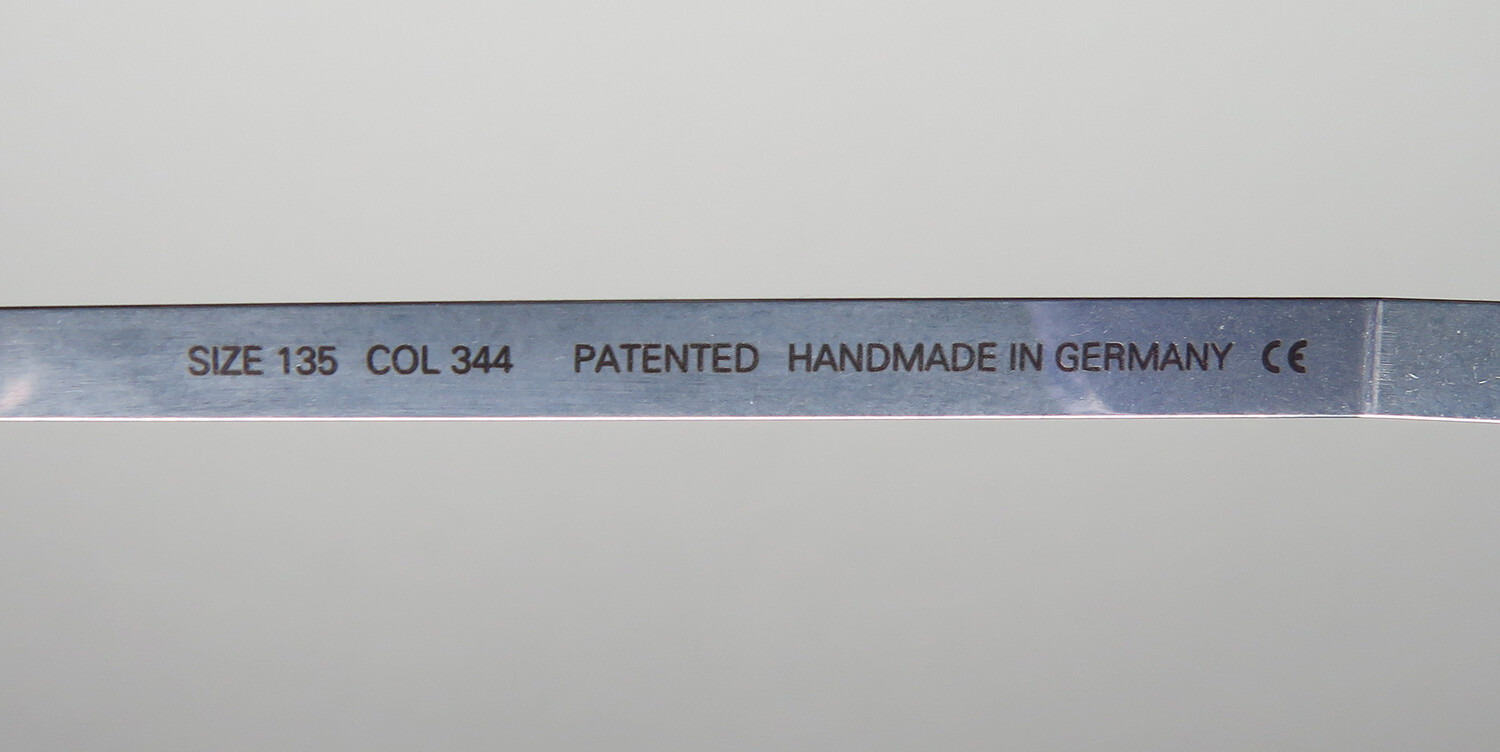 SIZE 135 COL 344 PATENTED HANDMADE IN GERMANY CE